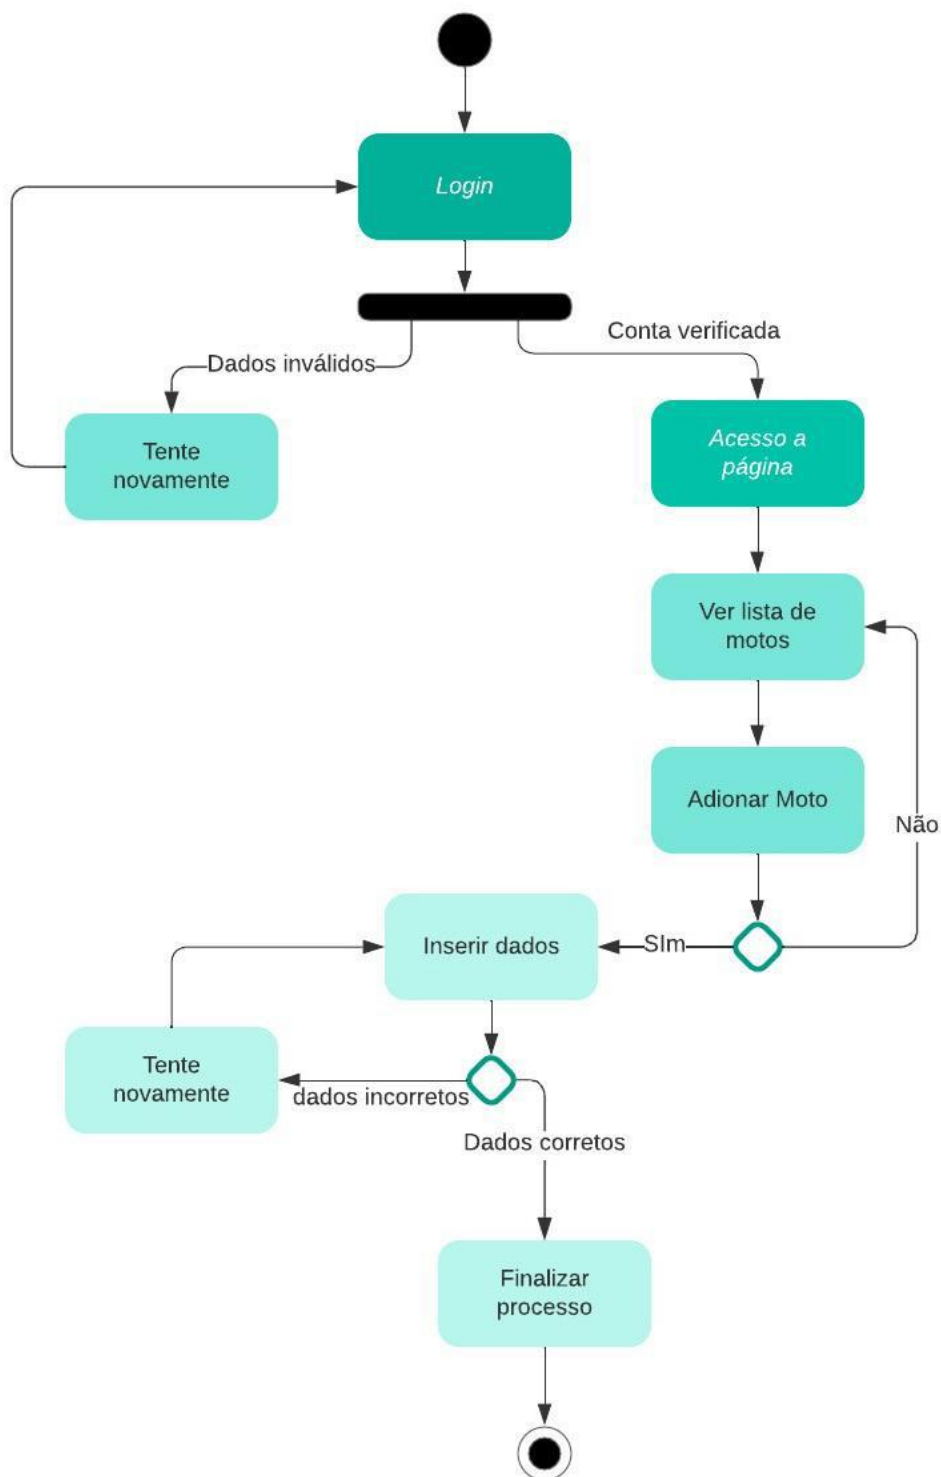 Login
Conta verificada
Dados inválidos
Tente
novamente
Acesso a
página
Ver lista de
motos
Adionar Moto
Não
Inserir dados
SIm
Tente
novamente
dados incorretos
Dados corretos
Finalizar
processo